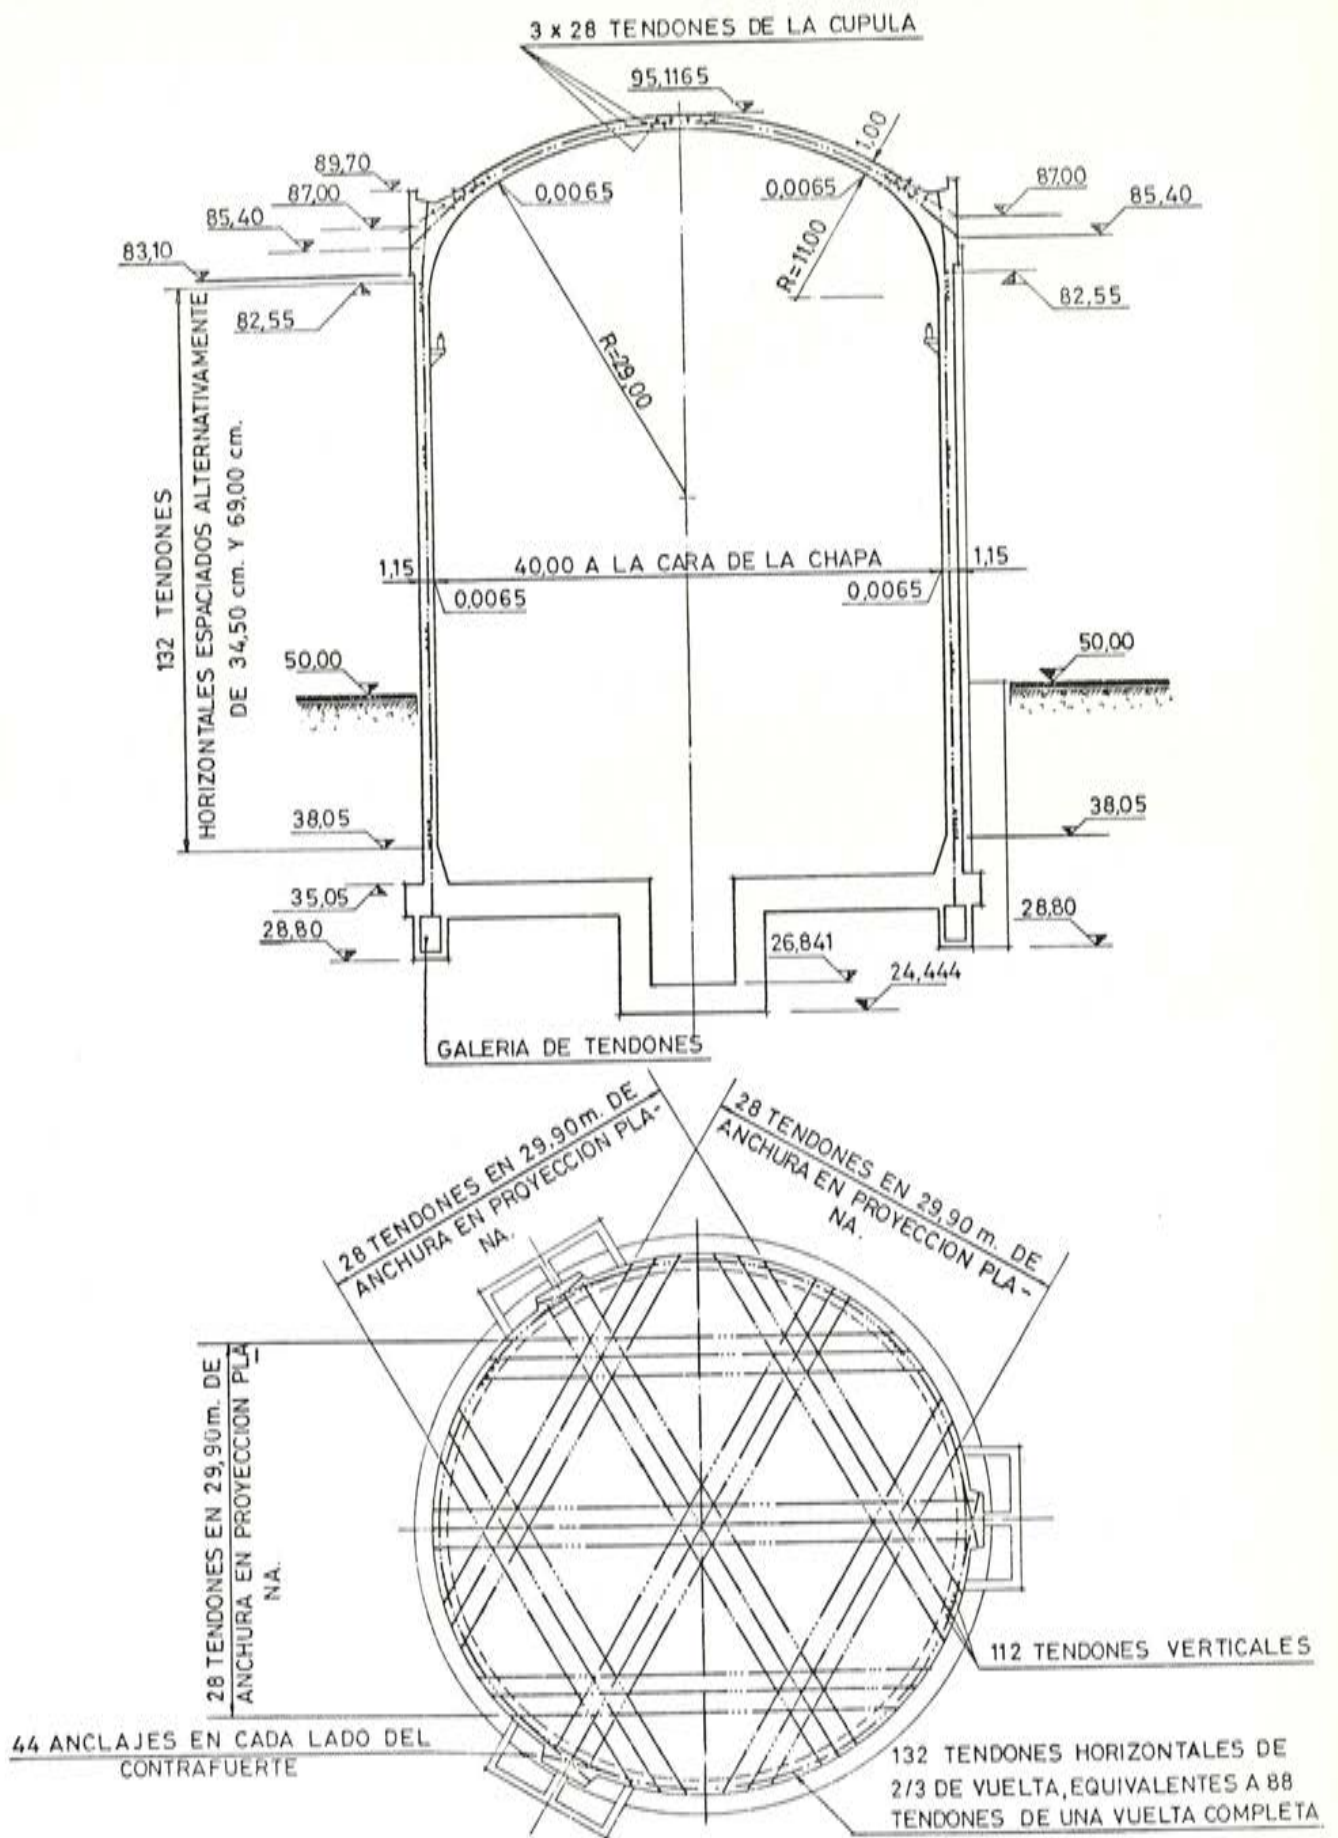 3 x 28 TENDONES DE LA CUPULA
95,1165
1,00
89,70
87,00
85,40
83,10
82,55
0,0065
0,0065
87,00
85,40
82,55
R=11,00
R=29,00
132 TENDONES
HORIZONTALES ESPACIADOS ALTERNATIVAMENTE
DE 34,50 cm. Y 69,00 cm.
1,15
40,00 A LA CARA DE LA CHAPA
1,15
0,0065
0,0065
50,00
50,00
38,05
38,05
35,05
28,80
28,80
26,841
24,444
GALERIA DE TENDONES
28 TENDONES EN 29,90 m. DE
ANCHURA EN PROYECCION PLA-
NA.
28 TENDONES EN 29,90 m. DE
ANCHURA EN PROYECCION PLA-
NA.
28 TENDONES EN 29,90m. DE
ANCHURA EN PROYECCION PLA
NA.
112 TENDONES VERTICALES
44 ANCLAJES EN CADA LADO DEL
CONTRAFUERTE
132 TENDONES HORIZONTALES DE
2/3 DE VUELTA, EQUIVALENTES A 88
TENDONES DE UNA VUELTA COMPLETA